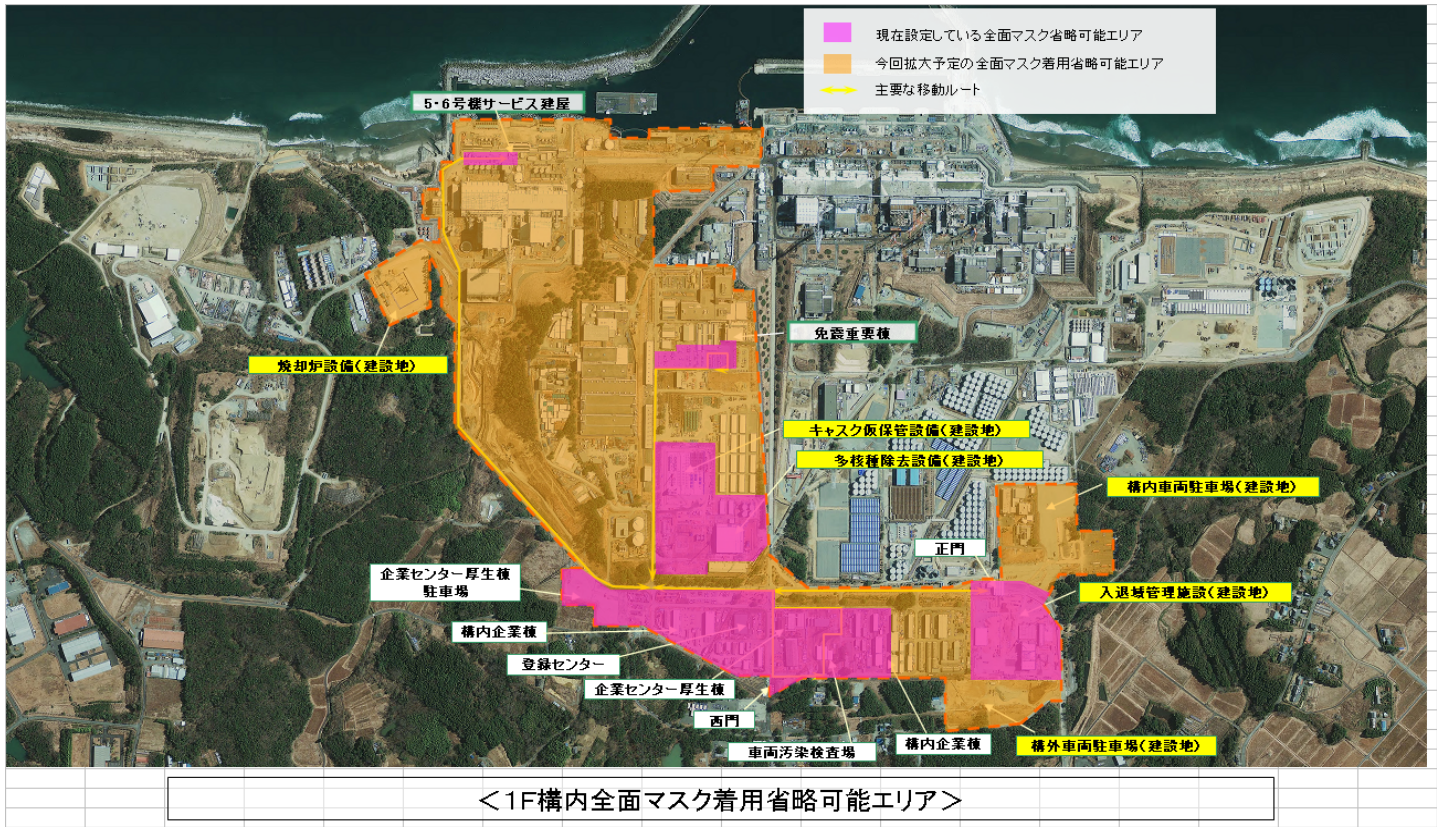 現在設定している全面マスク省略可能エリア
今回拡大予定の全面マスク着用省略可能エリア
主要な移動ルート
5・6号機サービス建屋
免震重要棟
焼却炉設備(建設地)
キャスク仮保管設備(建設地)
多核種除去設備(建設地)
構内車両駐車場(建設地)
正門
企業センター厚生棟
駐車場
入退域管理施設(建設地)
構内企業棟
登録センター
企業センター厚生棟
西門
車両汚染検査場
構内企業棟
構外車両駐車場(建設地)
＜1F構内全面マスク着用省略可能エリア＞